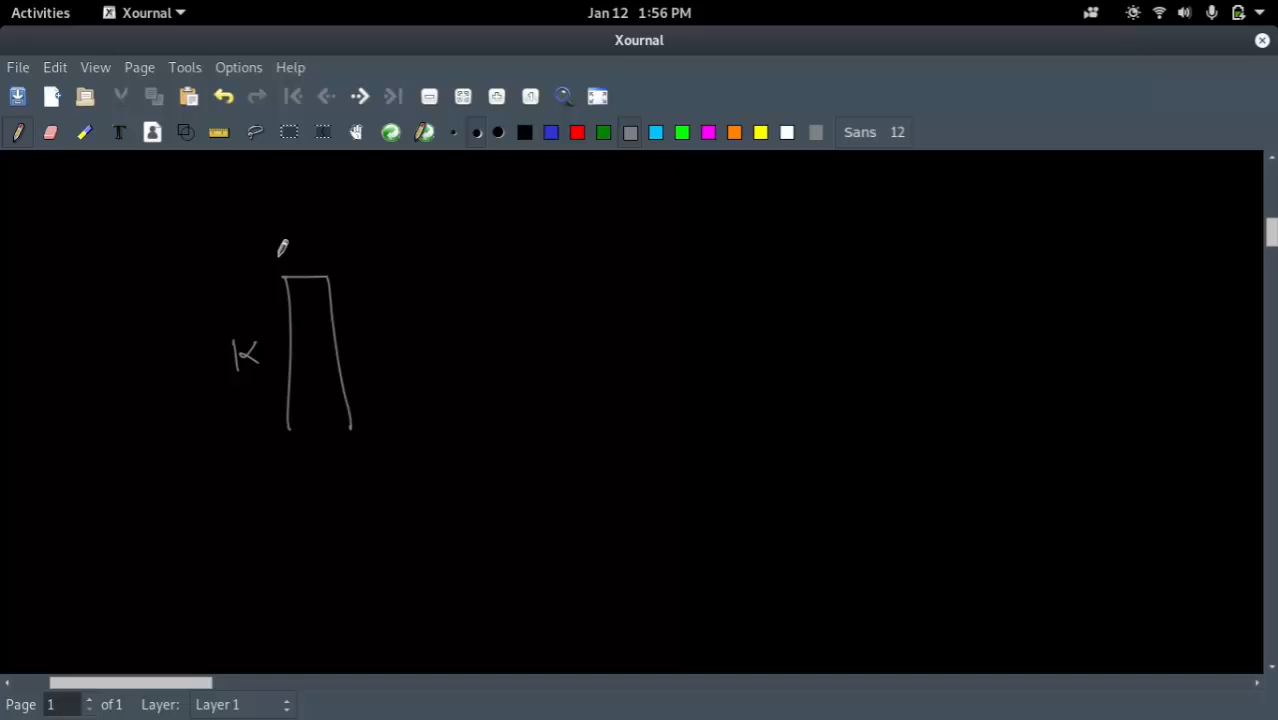 Activities Xournal Jan 12 1:56 PM
Xournal
File Edit View Page Tools Options Help
Sans 12
K
Page 1 of 1 Layer: Layer 1